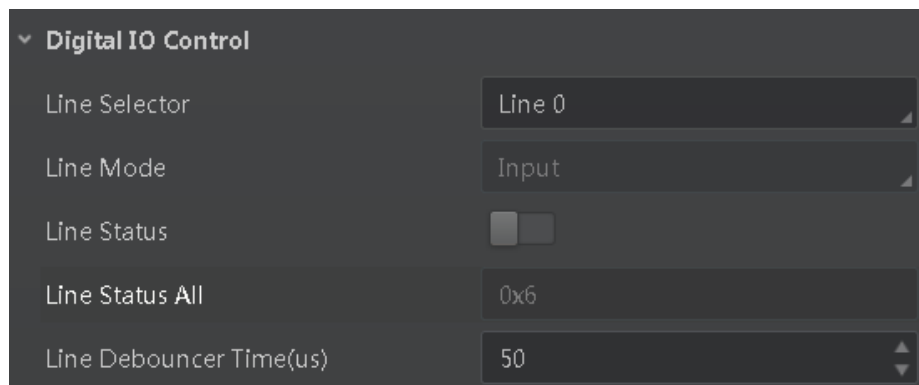 Digital IO Control
Line Selector Line 0
Line Mode Input
Line Status
Line Status All 0x6
Line Debouncer Time(us) 50